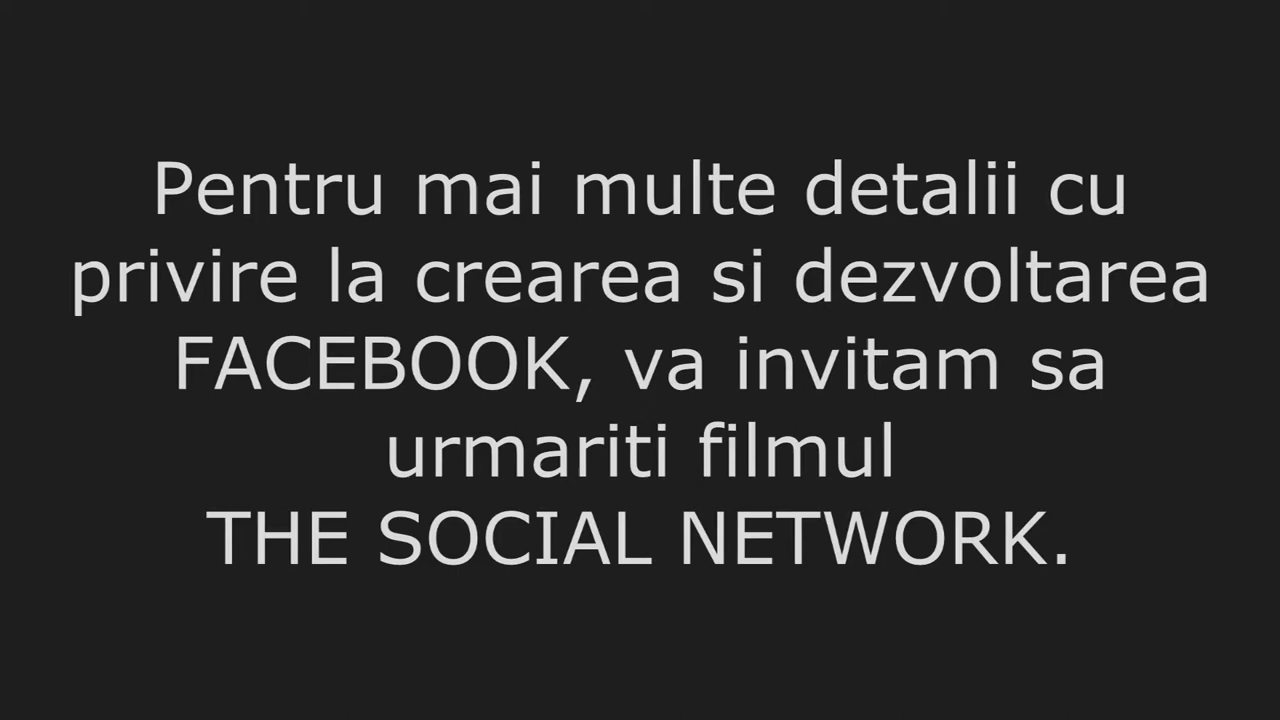 Pentru mai multe detalii cu
privire la crearea si dezvoltarea
FACEBOOK, va invitam sa
urmariti filmul
THE SOCIAL NETWORK.